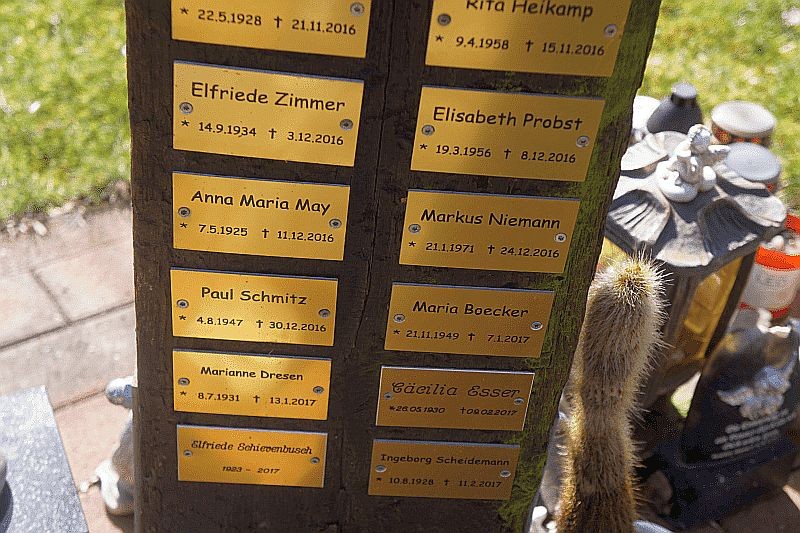 * 22.5.1928 † 21.11.2016
Elfriede Zimmer
* 14.9.1934 † 3.12.2016
Anna Maria May
* 7.5.1925 † 11.12.2016
Paul Schmitz
* 4.8.1947 † 30.12.2016
Marianne Dresen
* 8.7.1931 † 13.1.2017
Elfriede Schievenbusch
1923 - 2017
Rita Heikamp
* 9.4.1958 † 15.11.2016
Elisabeth Probst
* 19.3.1956 † 8.12.2016
Markus Niemann
* 21.1.1971 † 24.12.2016
Maria Boecker
* 21.11.1949 † 7.1.2017
Cäcilia Esser
*26.05.1930 †09.02.2017
Ingeborg Scheidemann
* 10.8.1928 † 11.2.2017